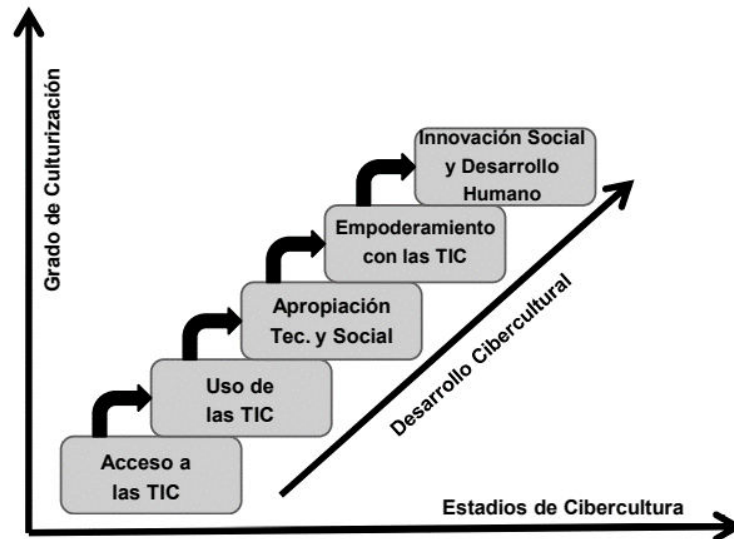 Grado de Culturización
Innovación Social
y Desarrollo
Humano
Empoderamiento
con las TIC
Apropiación
Tec. y Social
Uso de
las TIC
Acceso a
las TIC
Desarrollo Cibercultural
Estadios de Cibercultura